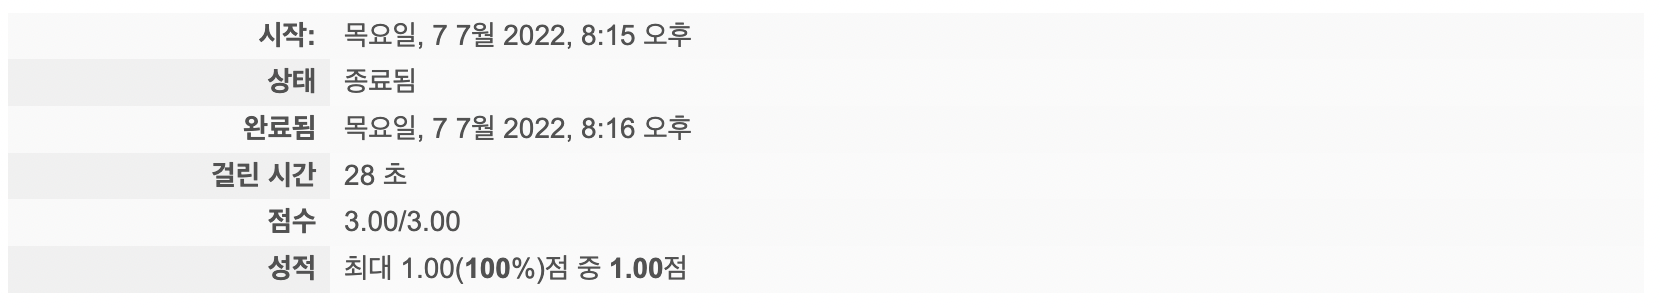 시작: 목요일, 7 7월 2022, 8:15 오후
상태 종료됨
완료됨 목요일, 7 7월 2022, 8:16 오후
걸린 시간 28 초
점수 3.00/3.00
성적 최대 1.00(100%)점 중 1.00점